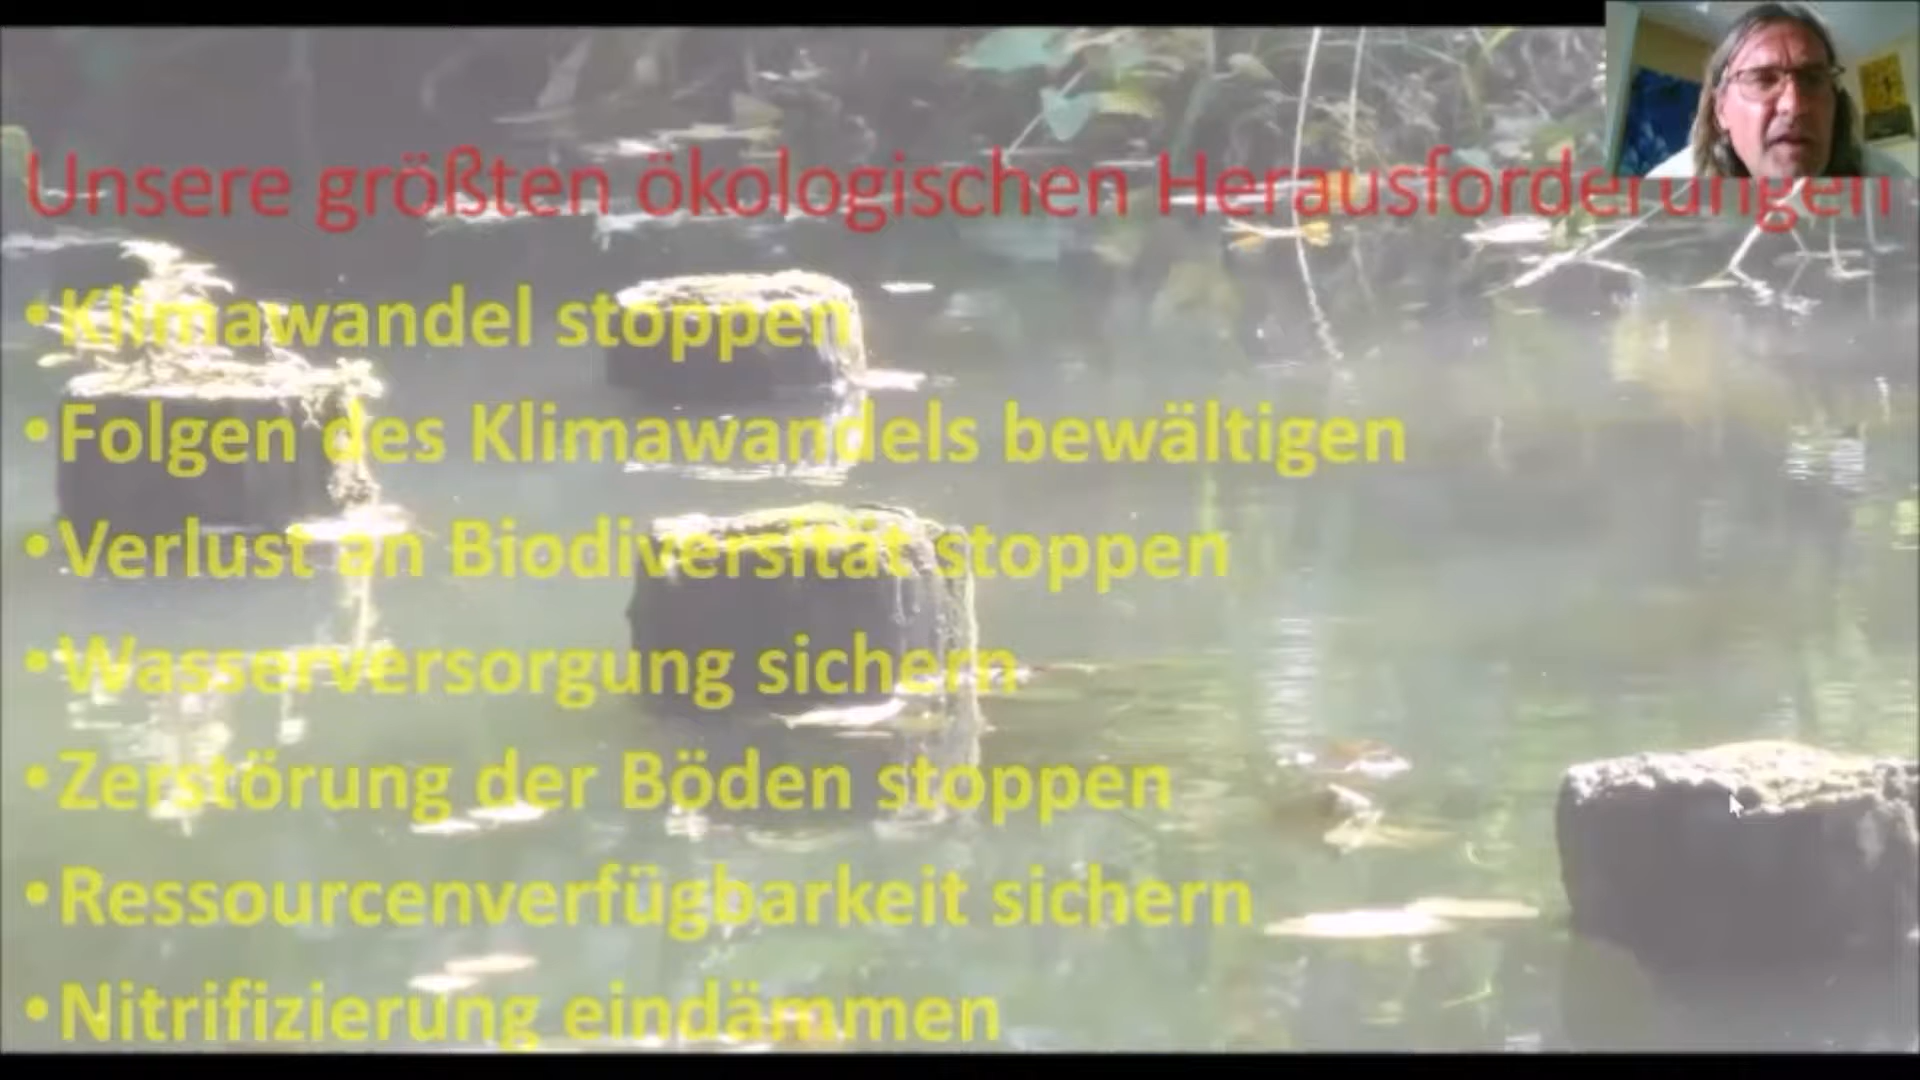 Unsere größten ökologischen Herausforderungen
•Klimawandel stoppen
•Folgen des Klimawandels bewältigen
•Verlust an Biodiversität stoppen
•Wasserversorgung sichern
•Zerstörung der Böden stoppen
•Ressourcenverfügbarkeit sichern
•Nitrifizierung eindämmen